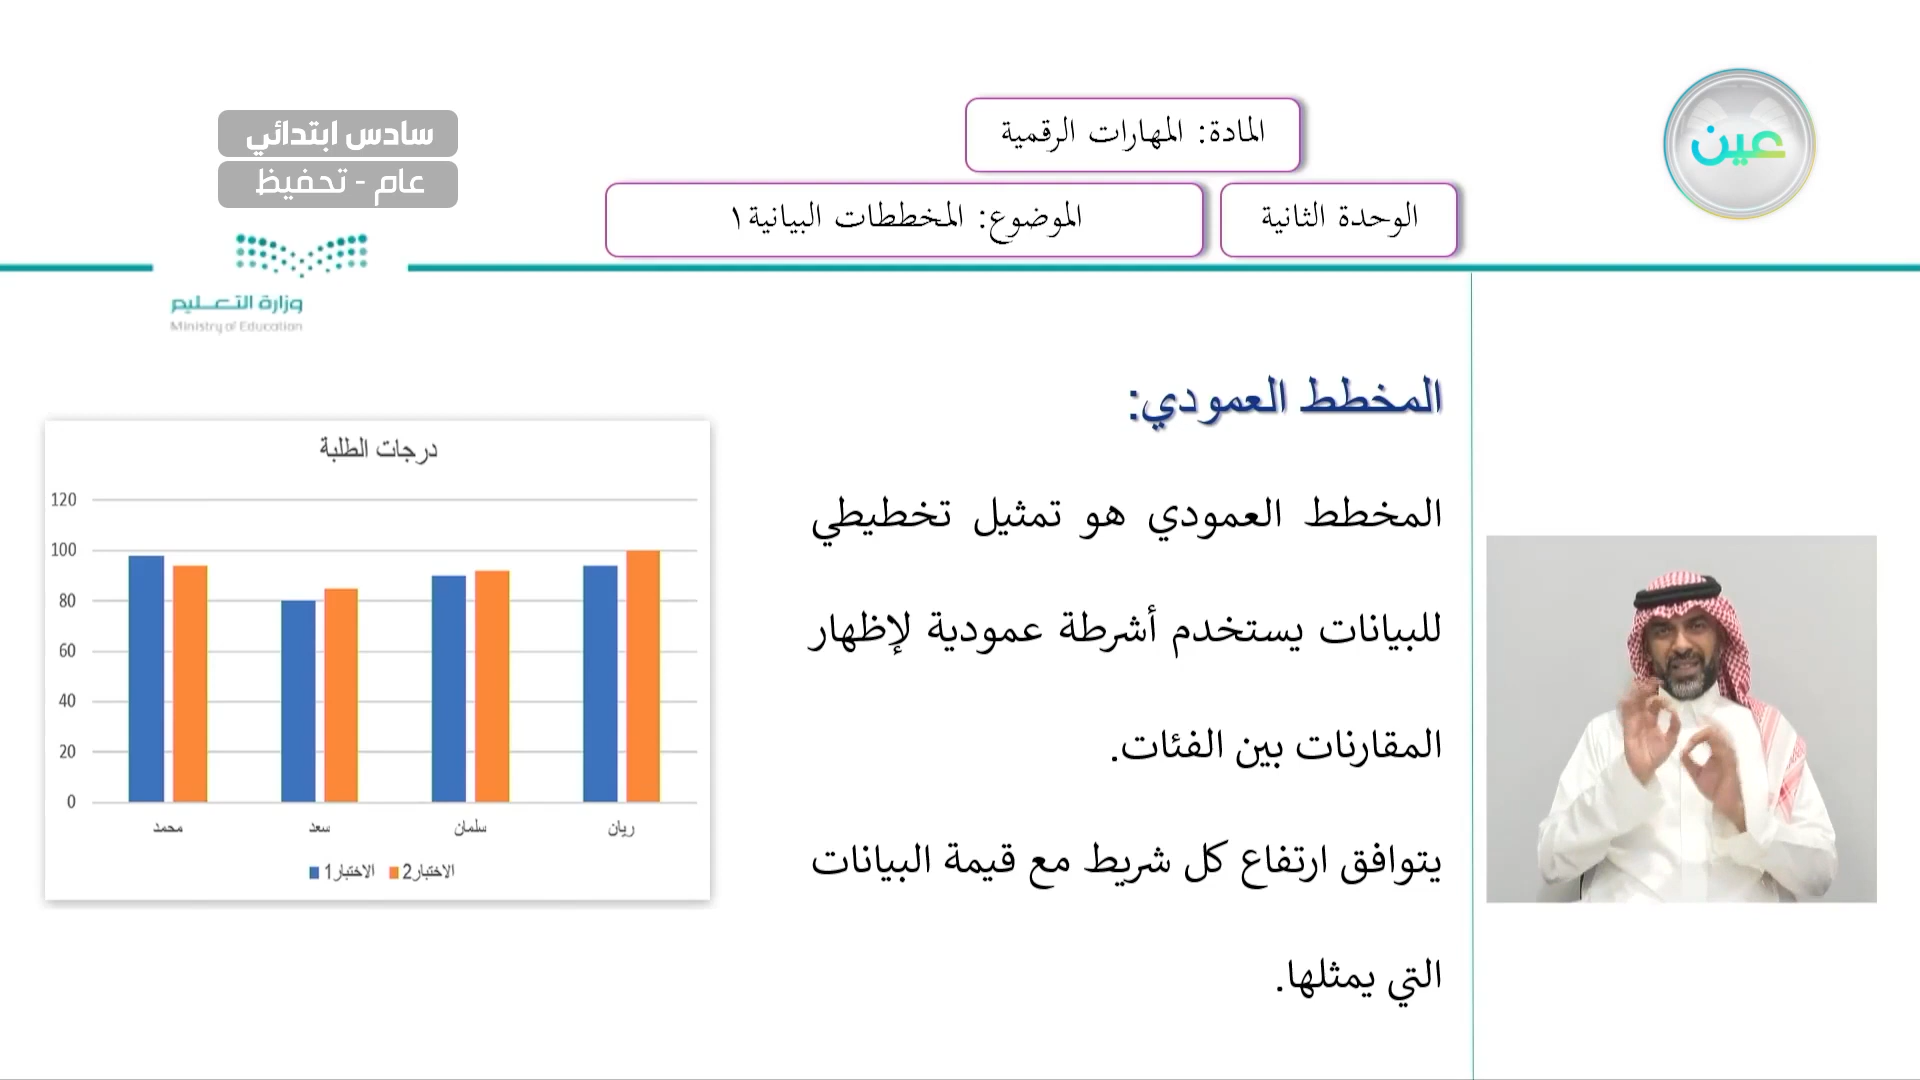 عين
المادة: المهارات الرقمية
الوحدة الثانية
الموضوع: المخططات البيانية١
سادس ابتدائي
عام - تحفيظ
وزارة التعليم
Ministry of Education
المخطط العمودي:
المخطط العمودي هو تمثيل تخطيطي
للبيانات يستخدم أشرطة عمودية لإظهار
المقارنات بين الفئات.
يتوافق ارتفاع كل شريط مع قيمة البيانات
التي يمثلها.
درجات الطلبة
120
100
80
60
40
20
0
محمد سعد سلمان ريان
الاختبار1 الاختبار2